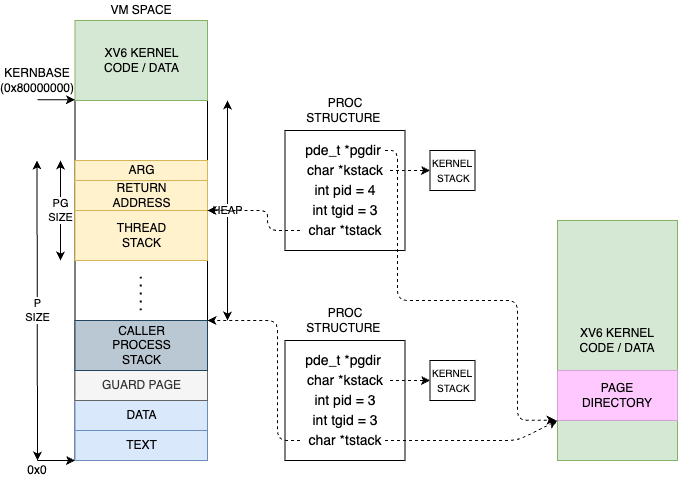 VM SPACE
XV6 KERNEL
CODE / DATA
KERNBASE
(0x80000000)
ARG
RETURN
ADDRESS
THREAD
STACK
PG
SIZE
HEAP
P
SIZE
CALLER
PROCESS
STACK
GUARD PAGE
DATA
TEXT
0x0
PROC
STRUCTURE
pde_t *pgdir
char *kstack
int pid = 4
int tgid = 3
char *tstack
KERNEL
STACK
PROC
STRUCTURE
pde_t *pgdir
char *kstack
int pid = 3
int tgid = 3
char *tstack
KERNEL
STACK
XV6 KERNEL
CODE / DATA
PAGE
DIRECTORY